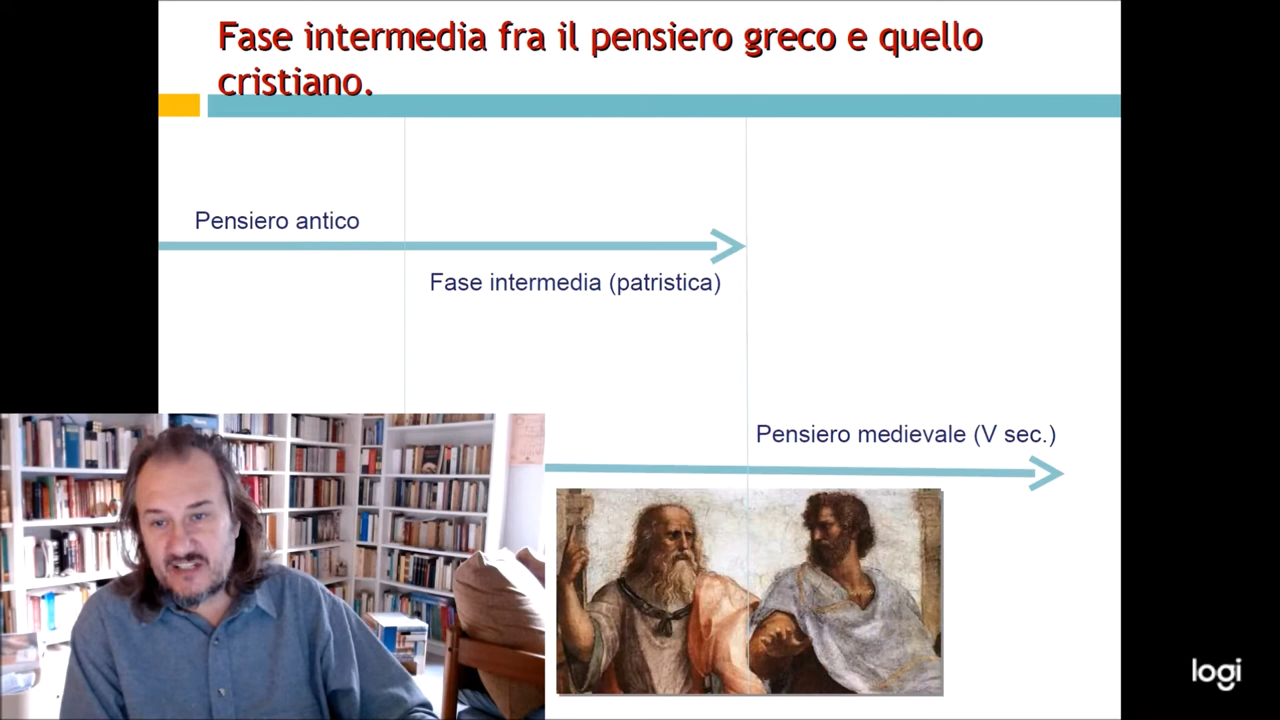 Fase intermedia fra il pensiero greco e quello
cristiano.
Pensiero antico
Fase intermedia (patristica)
Pensiero medievale (V sec.)
logi